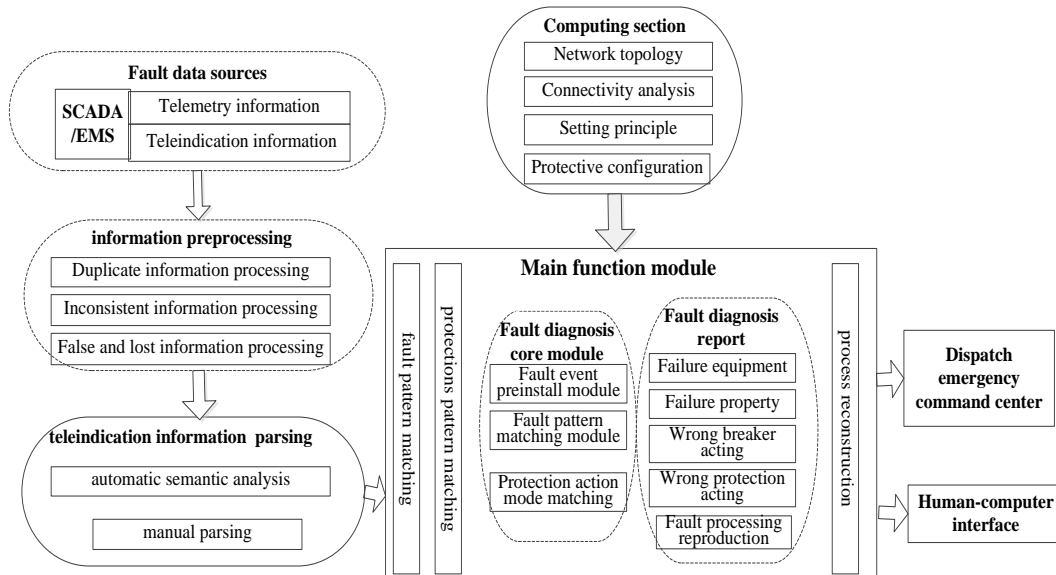 Fault data sources
SCADA
/EMS
Telemetry information
Teleindication information
information preprocessing
Duplicate information processing
Inconsistent information processing
False and lost information processing
teleindication information parsing
automatic semantic analysis
manual parsing
Computing section
Network topology
Connectivity analysis
Setting principle
Protective configuration
Main function module
fault pattern matching
protections pattern matching
Fault diagnosis
core module
Fault event
preinstall module
Fault pattern
matching module
Protection action
mode matching
Fault diagnosis
report
Failure equipment
Failure property
Wrong breaker
acting
Wrong protection
acting
Fault processing
reproduction
process reconstruction
Dispatch
emergency
command center
Human-computer
interface